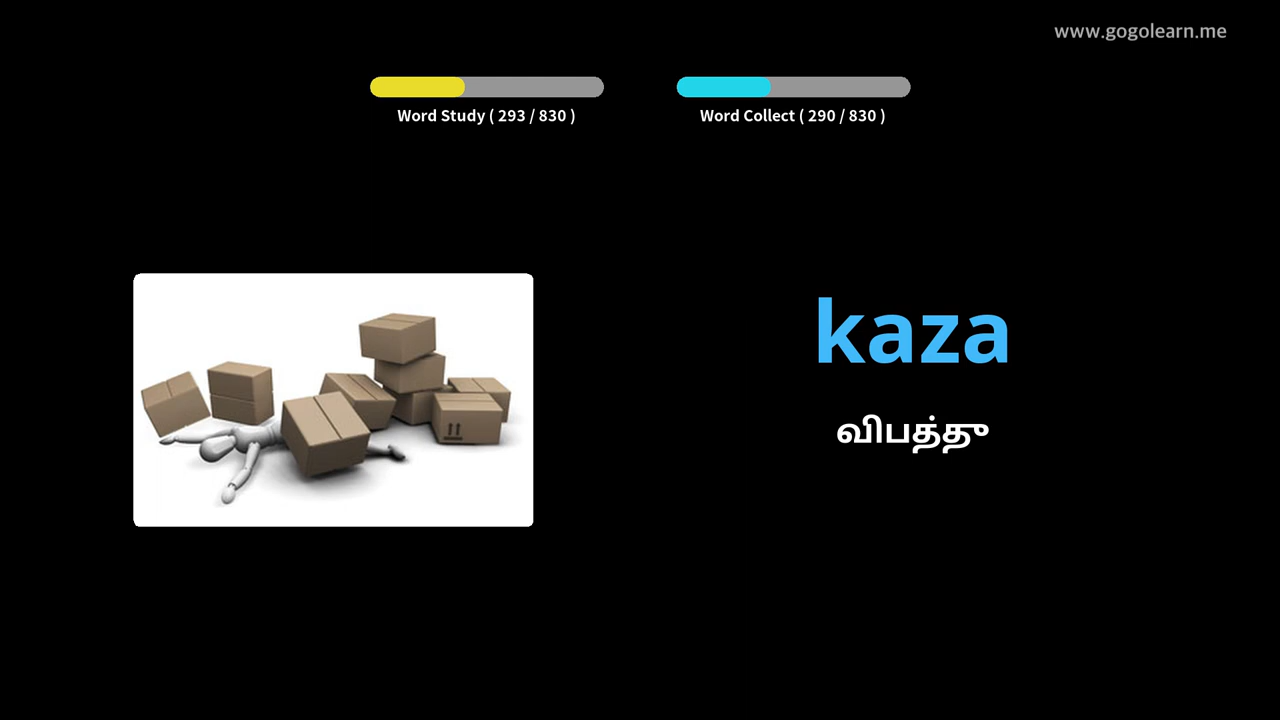 www.gogolearn.me
Word Study ( 293 / 830 )
Word Collect ( 290 / 830 )
kaza
விபத்து